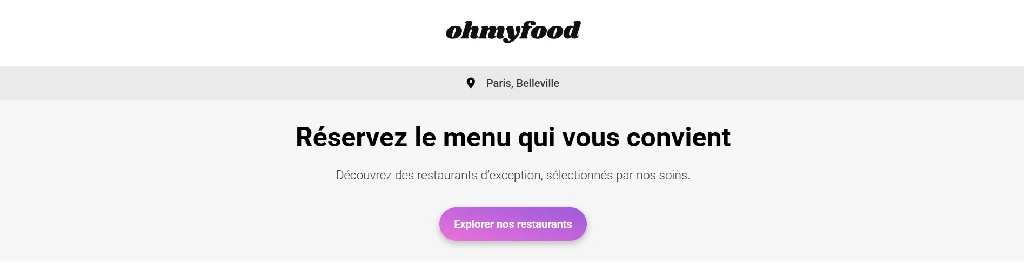 ohmyfood
Paris, Belleville
Réservez le menu qui vous convient
Découvrez des restaurants d'exception, sélectionnés par nos soins.
Explorer nos restaurants